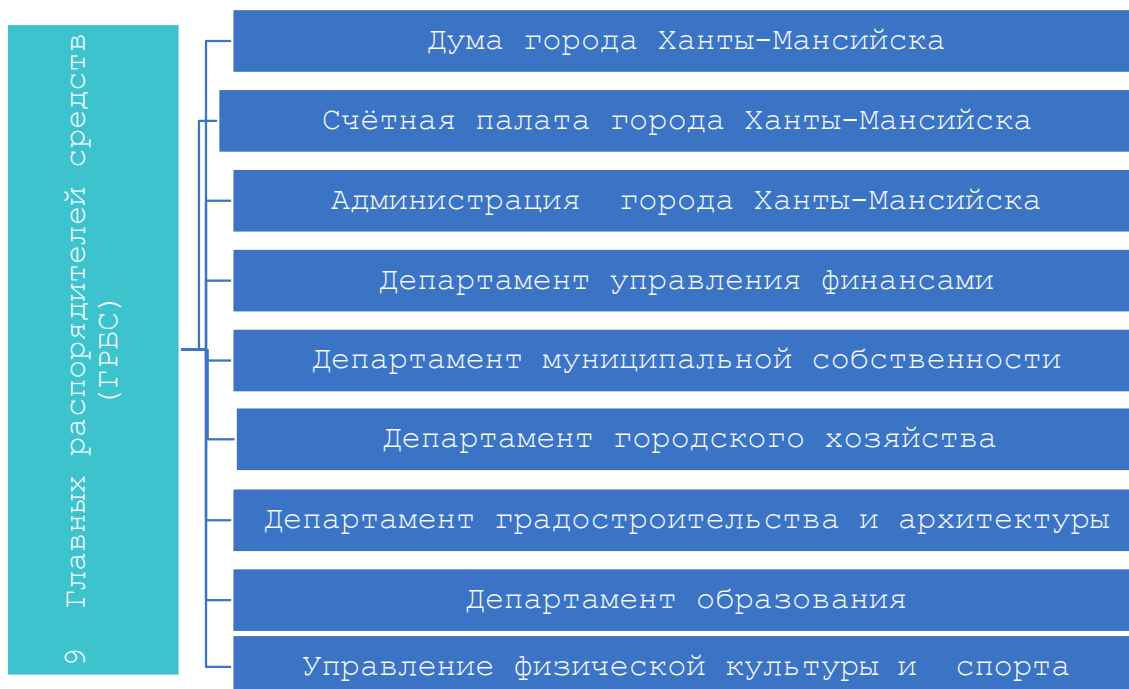 9 Главных распорядителей средств
(ГРБС)
Дума города Ханты-Мансийска
Счётная палата города Ханты-Мансийска
Администрация города Ханты-Мансийска
Департамент управления финансами
Департамент муниципальной собственности
Департамент городского хозяйства
Департамент градостроительства и архитектуры
Департамент образования
Управление физической культуры и спорта